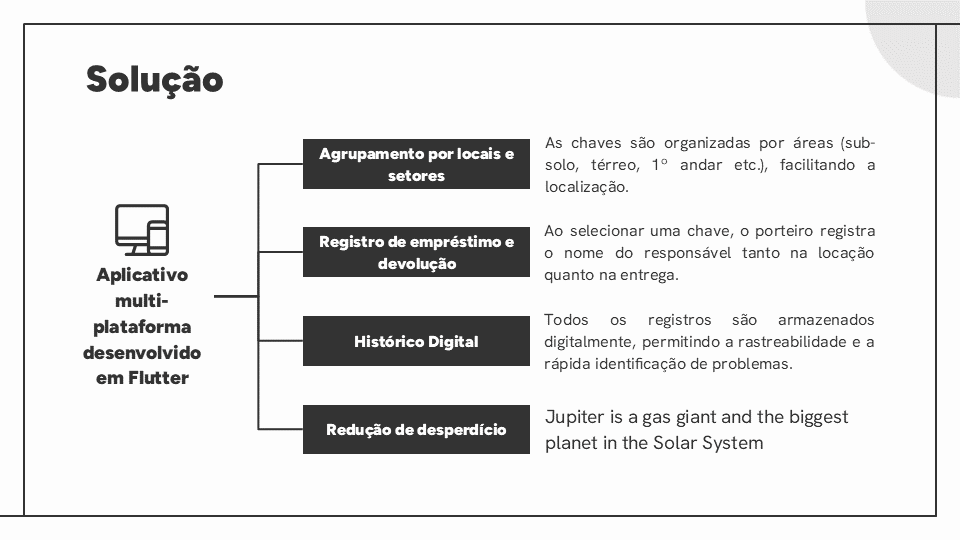 Solução
Aplicativo
multi-
plataforma
desenvolvido
em Flutter
Agrupamento por locais e
setores
As chaves são organizadas por áreas (sub-
solo, térreo, 1º andar etc.), facilitando a
localização.
Registro de empréstimo e
devolução
Ao selecionar uma chave, o porteiro registra
o nome do responsável tanto na locação
quanto na entrega.
Histórico Digital
Todos os registros são armazenados
digitalmente, permitindo a rastreabilidade e a
rápida identificação de problemas.
Redução de desperdício
Jupiter is a gas giant and the biggest
planet in the Solar System